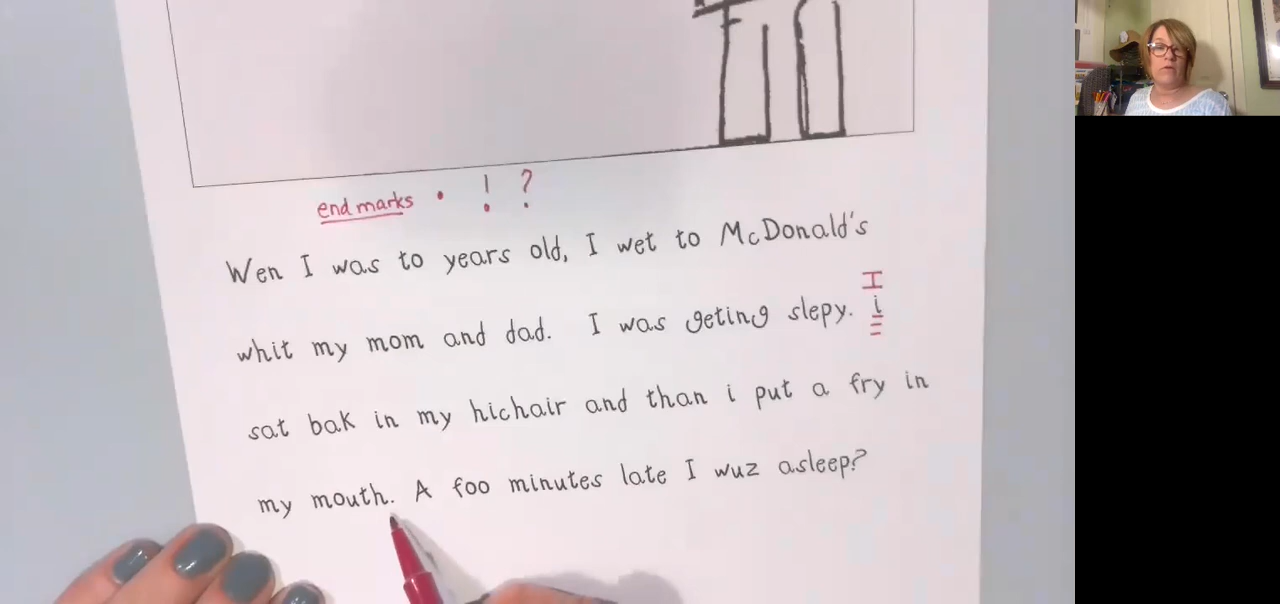 end marks . ! ?
Wen I was to years old, I wet to McDonald's
I
whit my mom and dad. I was geting slepy. i
sat bak in my hichair and than i put a fry in
my mouth. A foo minutes late I wuz asleep?